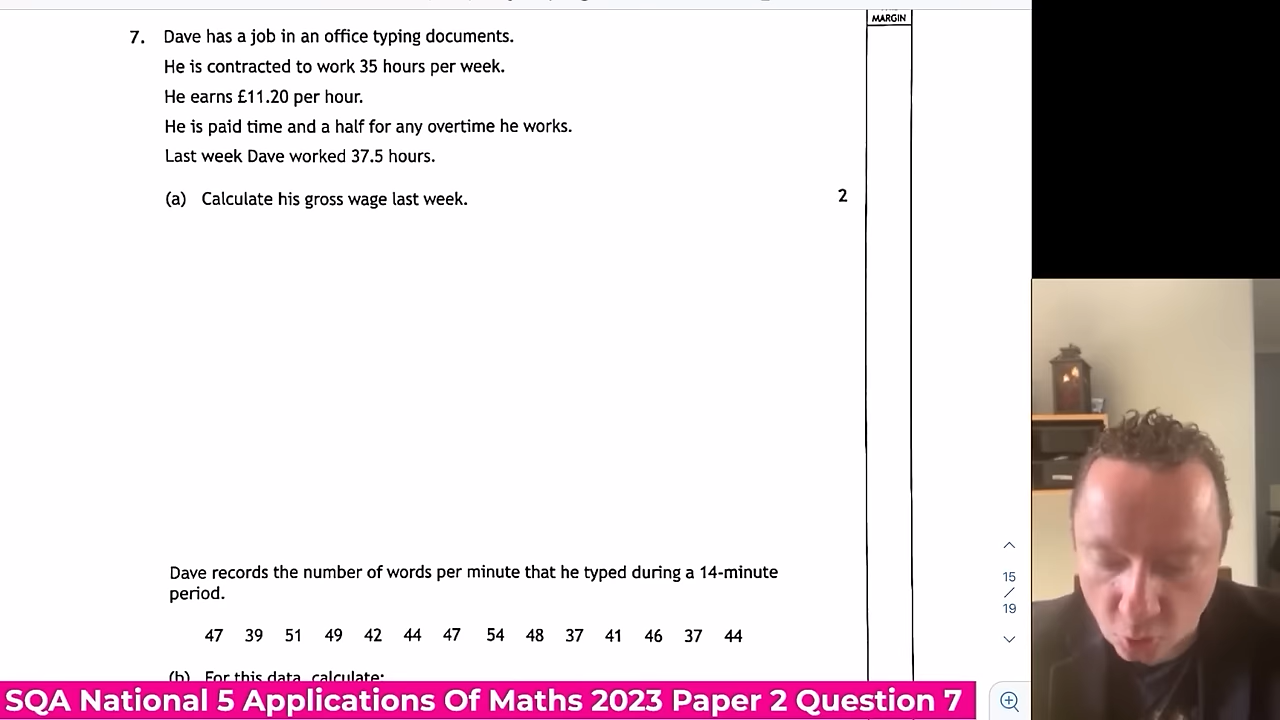 MARGIN
7. Dave has a job in an office typing documents.
He is contracted to work 35 hours per week.
He earns £11.20 per hour.
He is paid time and a half for any overtime he works.
Last week Dave worked 37.5 hours.
(a) Calculate his gross wage last week. 2
Dave records the number of words per minute that he typed during a 14-minute
period.
47 39 51 49 42 44 47 54 48 37 41 46 37 44
(b) For this data, calculate:
15
/
19
SQA National 5 Applications Of Maths 2023 Paper 2 Question 7